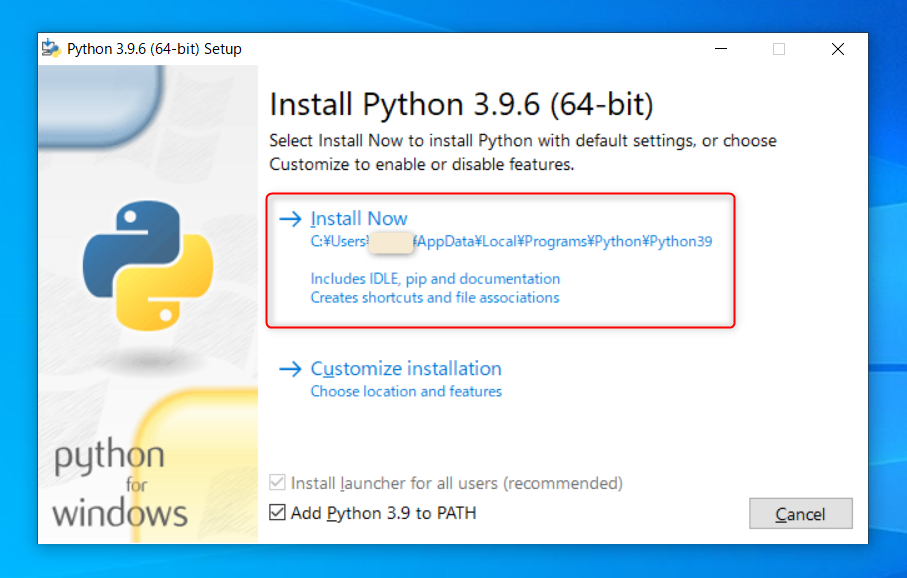 Python 3.9.6 (64-bit) Setup
Install Python 3.9.6 (64-bit)
Select Install Now to install Python with default settings, or choose
Customize to enable or disable features.
Install Now
C:¥Users¥ ¥AppData¥Local¥Programs¥Python¥Python39
Includes IDLE, pip and documentation
Creates shortcuts and file associations
Customize installation
Choose location and features
python
for
windows
Install launcher for all users (recommended)
Add Python 3.9 to PATH
Cancel